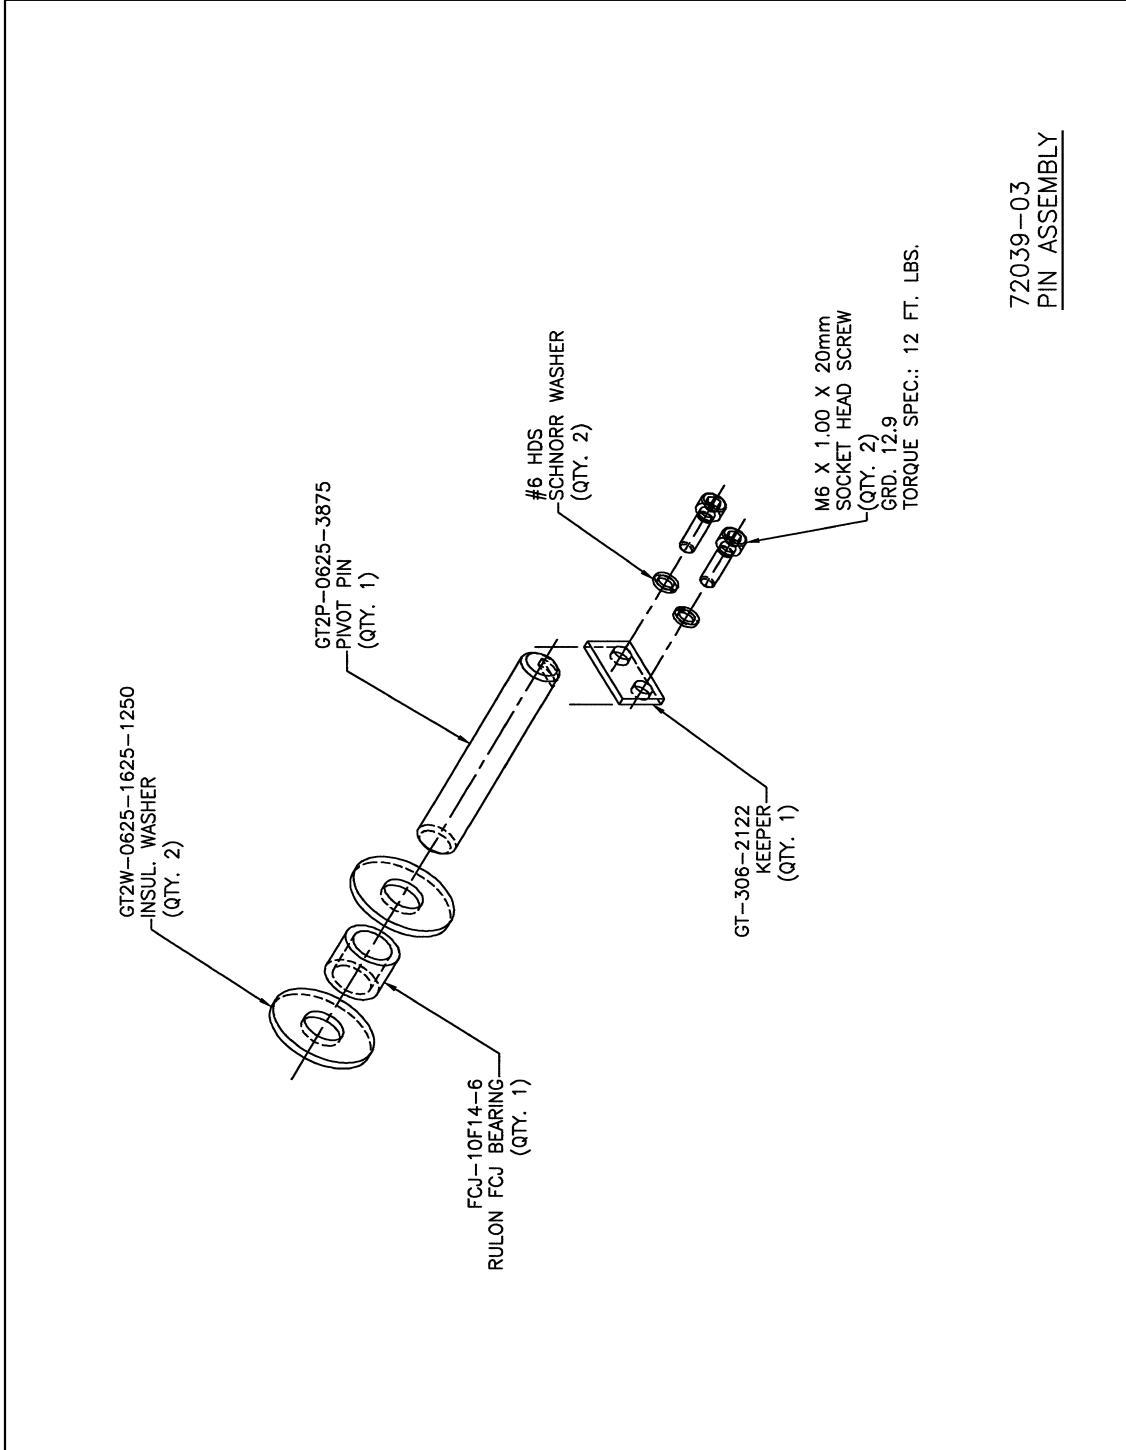 GT2W-0625-1625-1250
INSUL. WASHER
(QTY. 2)
GT2P-0625-3875
PIVOT PIN
(QTY. 1)
#6 HDS
SCHNORR WASHER
(QTY. 2)
M6 X 1.00 X 20mm
SOCKET HEAD SCREW
(QTY. 2)
GRD. 12.9
TORQUE SPEC.: 12 FT. LBS.
FCJ-10F14-6
RULON FCJ BEARING
(QTY. 1)
GT-306-2122
KEEPER
(QTY. 1)
72039-03
PIN ASSEMBLY